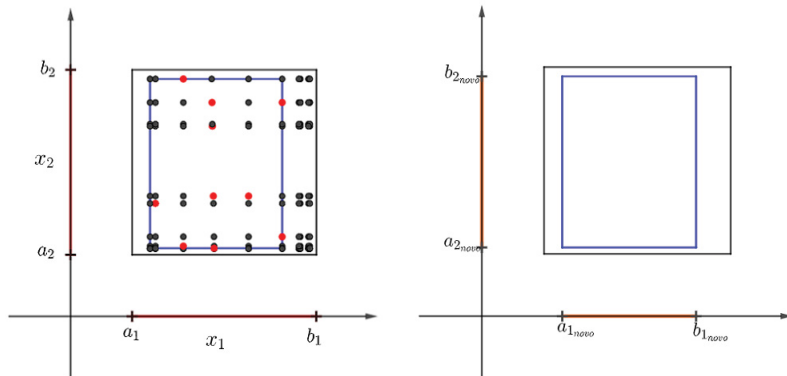 b₂
x₂
a₂
a₁
x₁
b₁
b₂ₙₒᵥₒ
a₂ₙₒᵥₒ
a₁ₙₒᵥₒ
b₁ₙₒᵥₒ